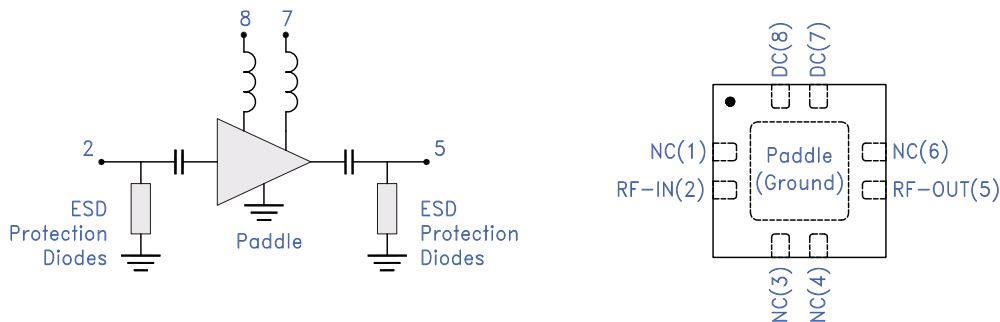 8
7
2
5
ESD
Protection
Diodes
Paddle
ESD
Protection
Diodes
DC(8)
DC(7)
NC(1)
RF-IN(2)
Paddle
(Ground)
NC(6)
RF-OUT(5)
NC(3)
NC(4)